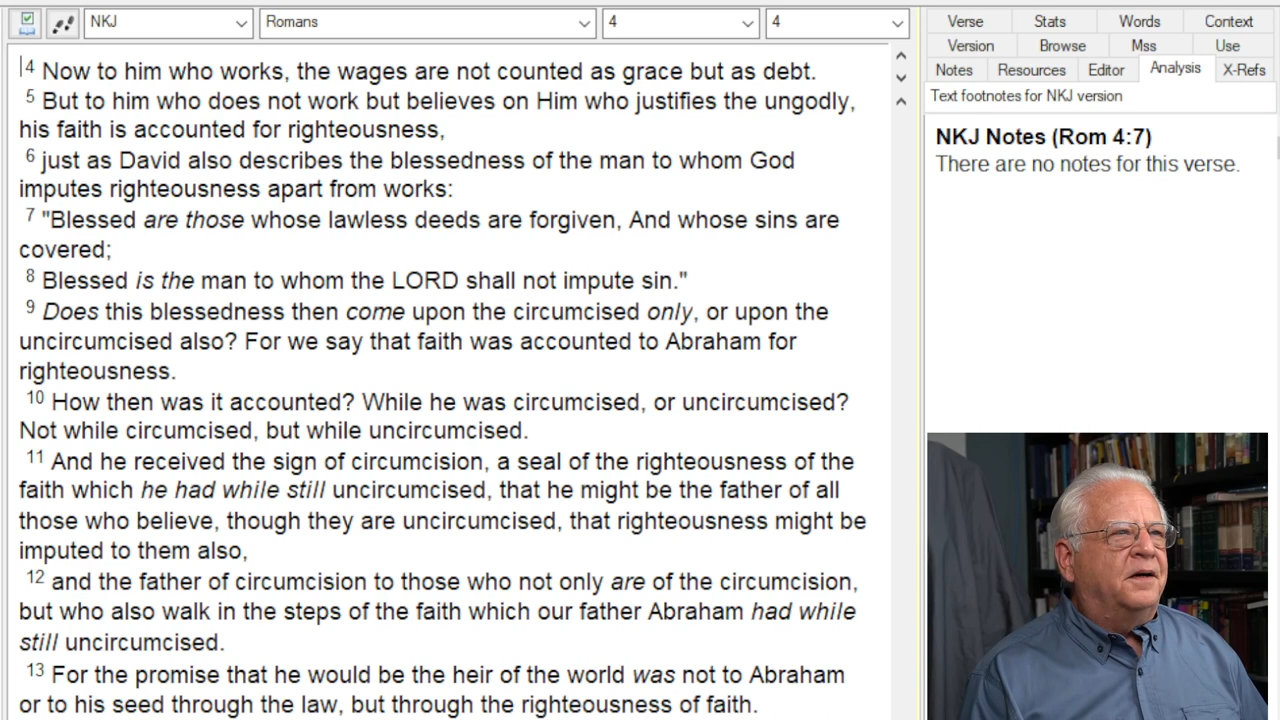 NKJ Romans 4 4
4 Now to him who works, the wages are not counted as grace but as debt.
5 But to him who does not work but believes on Him who justifies the ungodly,
his faith is accounted for righteousness,
6 just as David also describes the blessedness of the man to whom God
imputes righteousness apart from works:
7 "Blessed are those whose lawless deeds are forgiven, And whose sins are
covered;
8 Blessed is the man to whom the LORD shall not impute sin."
9 Does this blessedness then come upon the circumcised only, or upon the
uncircumcised also? For we say that faith was accounted to Abraham for
righteousness.
10 How then was it accounted? While he was circumcised, or uncircumcised?
Not while circumcised, but while uncircumcised.
11 And he received the sign of circumcision, a seal of the righteousness of the
faith which he had while still uncircumcised, that he might be the father of all
those who believe, though they are uncircumcised, that righteousness might be
imputed to them also,
12 and the father of circumcision to those who not only are of the circumcision,
but who also walk in the steps of the faith which our father Abraham had while
still uncircumcised.
13 For the promise that he would be the heir of the world was not to Abraham
or to his seed through the law, but through the righteousness of faith.
Verse Stats Words Context
Version Browse Mss Use
Notes Resources Editor Analysis X-Refs
Text footnotes for NKJ version
NKJ Notes (Rom 4:7)
There are no notes for this verse.